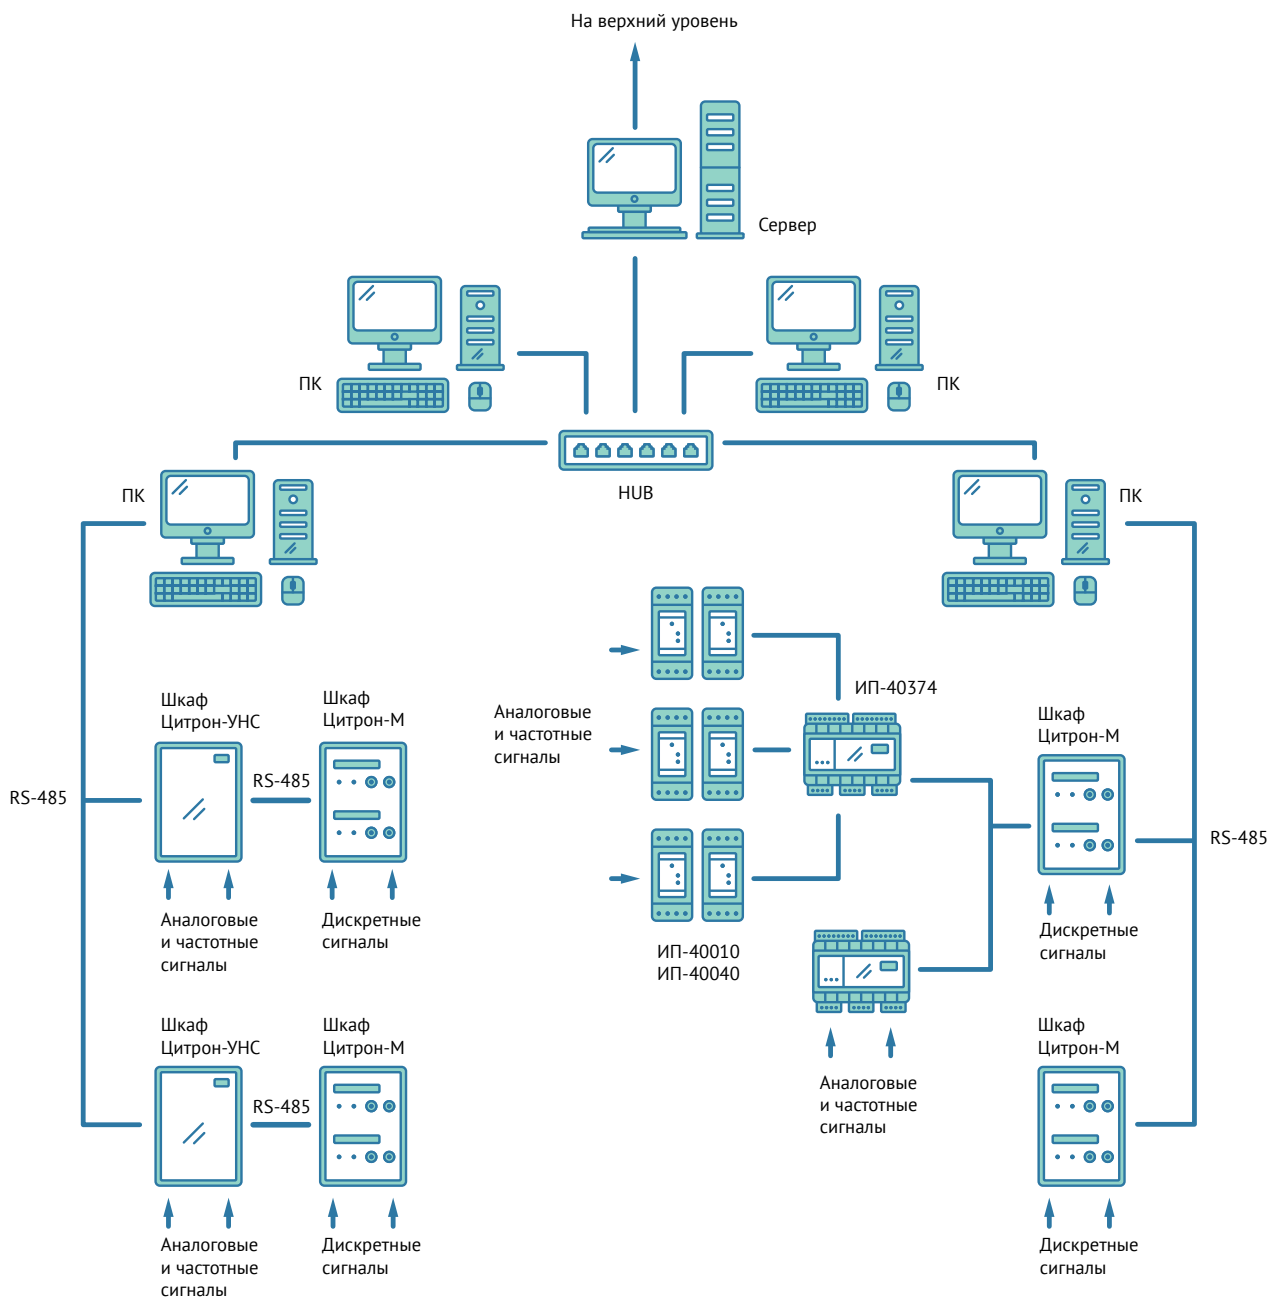 На верхний уровень
Сервер
ПК
ПК
HUB
ПК
ПК
ИП-40374
Шкаф
Цитрон-УНС
Шкаф
Цитрон-М
Аналоговые
и частотные
сигналы
Шкаф
Цитрон-М
RS-485
RS-485
RS-485
Аналоговые
и частотные
сигналы
Дискретные
сигналы
ИП-40010
ИП-40040
Дискретные
сигналы
Шкаф
Цитрон-УНС
Шкаф
Цитрон-М
Шкаф
Цитрон-М
RS-485
Аналоговые
и частотные
сигналы
Аналоговые
и частотные
сигналы
Дискретные
сигналы
Дискретные
сигналы